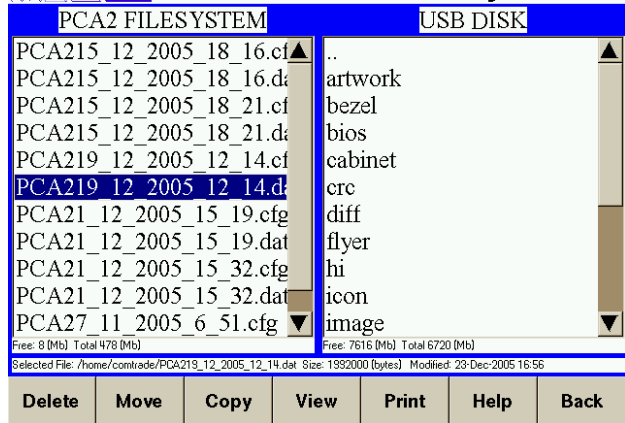 PCA2 FILESYSTEM
USB DISK
PCA215_12_2005_18_16.cf
PCA215_12_2005_18_16.da
PCA215_12_2005_18_21.cf
PCA215_12_2005_18_21.da
PCA219_12_2005_12_14.cf
PCA219_12_2005_12_14.da
PCA21_12_2005_15_19.cfg
PCA21_12_2005_15_19.dat
PCA21_12_2005_15_32.cfg
PCA21_12_2005_15_32.dat
PCA27_11_2005_6_51.cfg
Free: 8 (Mb) Total 478 (Mb)
..
artwork
bezel
bios
cabinet
crc
diff
flyer
hi
icon
image
Free: 7616 (Mb) Total 6720 (Mb)
Selected File: /home/comtrade/PCA219_12_2005_12_14.dat Size: 1992000 (bytes) Modified: 23-Dec-2005 16:56
Delete Move Copy View Print Help Back